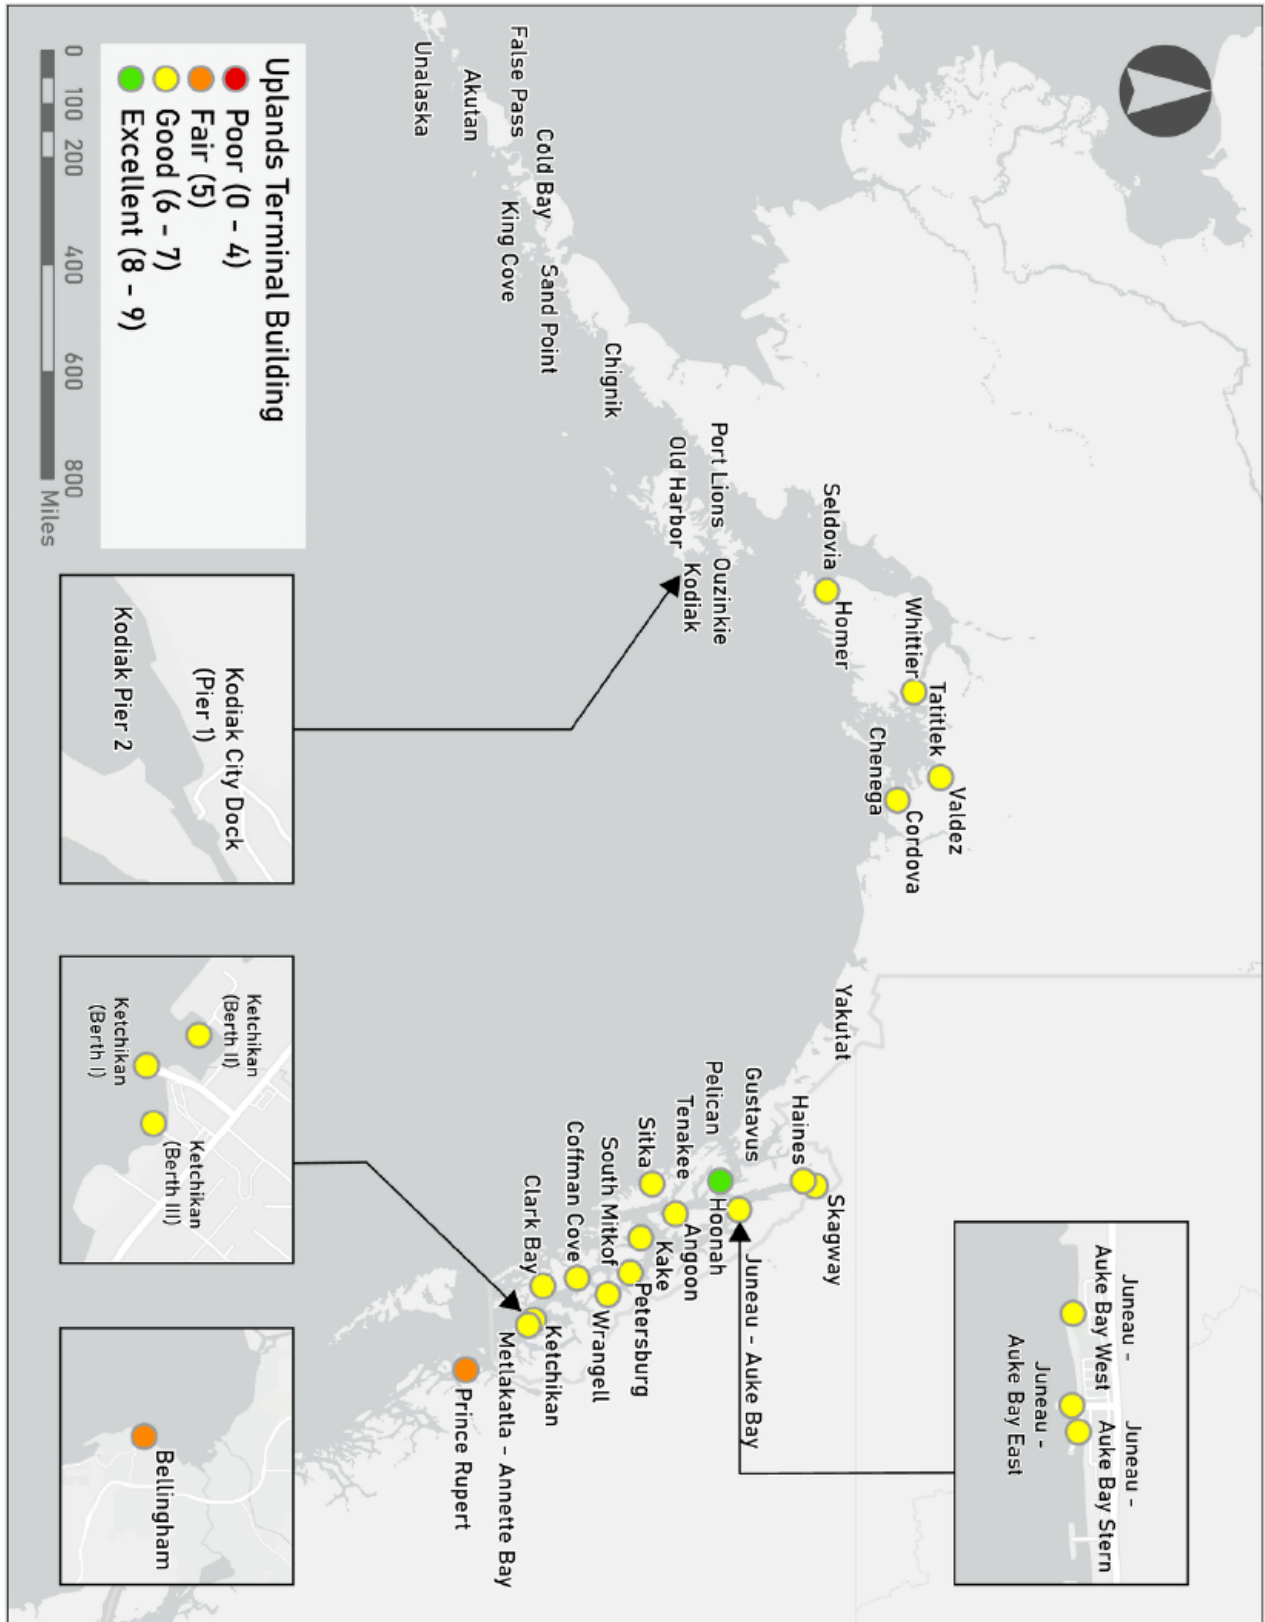 Uplands Terminal Building
Poor (0 - 4)
Fair (5)
Good (6 - 7)
Excellent (8 - 9)
0 100 200 400 600 800
Miles
Unalaska
Akutan
False Pass
Cold Bay
King Cove
Sand Point
Chignik
Port Lions
Old Harbor
Ouzinkie
Kodiak
Seldovia
Homer
Whittier
Tatitlek
Chenega
Valdez
Cordova
Yakutat
Haines
Skagway
Gustavus
Pelican
Hoonah
Juneau - Auke Bay
Tenakee
Angoon
Sitka
Kake
South Mitkof
Petersburg
Coffman Cove
Wrangell
Clark Bay
Ketchikan
Metlakatla - Annette Bay
Prince Rupert
Juneau -
Auke Bay West
Juneau -
Auke Bay Stern
Juneau -
Auke Bay East
Kodiak City Dock
(Pier 1)
Kodiak Pier 2
Ketchikan
(Berth II)
Ketchikan
(Berth I)
Ketchikan
(Berth III)
Bellingham